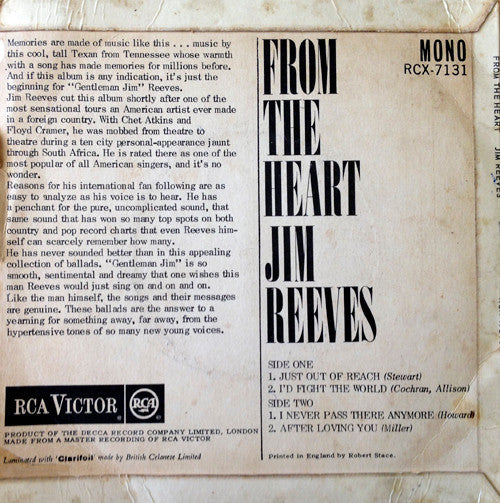 Memories are made of music like this . . . music by
this cool, tall Texan from Tennessee whose warmth
with a song has made memories for millions before.
And if this album is any indication, it's just the
beginning for "Gentleman Jim" Reeves.
Jim Reeves cut this album shortly after one of the
most sensational tours an American artist ever made
in a foreign country. With Chet Atkins and
Floyd Cramer, he was mobbed from theatre to
theatre during a ten city personal-appearance jaunt
through South Africa. He is rated there as one of the
most popular of all American singers, and it's no
wonder.
Reasons for his international fan following are as
easy to analyze as his voice is to hear. He has
a penchant for the pure, uncomplicated sound, that
same sound that has won so many top spots on both
country and pop record charts that even Reeves him-
self can scarcely remember how many.
He has never sounded better than in this appealing
collection of ballads. "Gentleman Jim" is so
smooth, sentimental and dreamy that one wishes this
man Reeves would just sing on and on and on.
Like the man himself, the songs and their messages
are genuine. These ballads are the answer to a
yearning for something away, far away, from the
hypertensive tones of so many new young voices.
RCA VICTOR
RCA
PRODUCT OF THE DECCA RECORD COMPANY LIMITED, LONDON
MADE FROM A MASTER RECORDING OF RCA VICTOR
Laminated with 'Clarifoil' made by British Celanese Limited
FROM
THE
HEART
JIM
REEVES
MONO
RCX-7131
SIDE ONE
1. JUST OUT OF REACH (Stewart)
2. I'D FIGHT THE WORLD (Cochran, Allison)
SIDE TWO
1. I NEVER PASS THERE ANYMORE (Howard)
2. AFTER LOVING YOU (Miller)
Printed in England by Robert Stace.
FROM THE HEART JIM REEVES